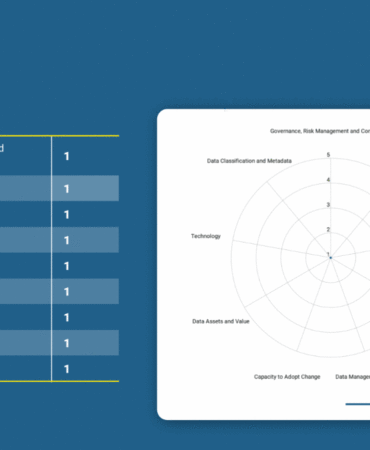 1
1
1
1
1
1
1
1
1
Governance, Risk Management and Com
Data Classification and Metadata
5
4
3
Technology
2
1
Data Assets and Value
Capacity to Adopt Change
Data Manage